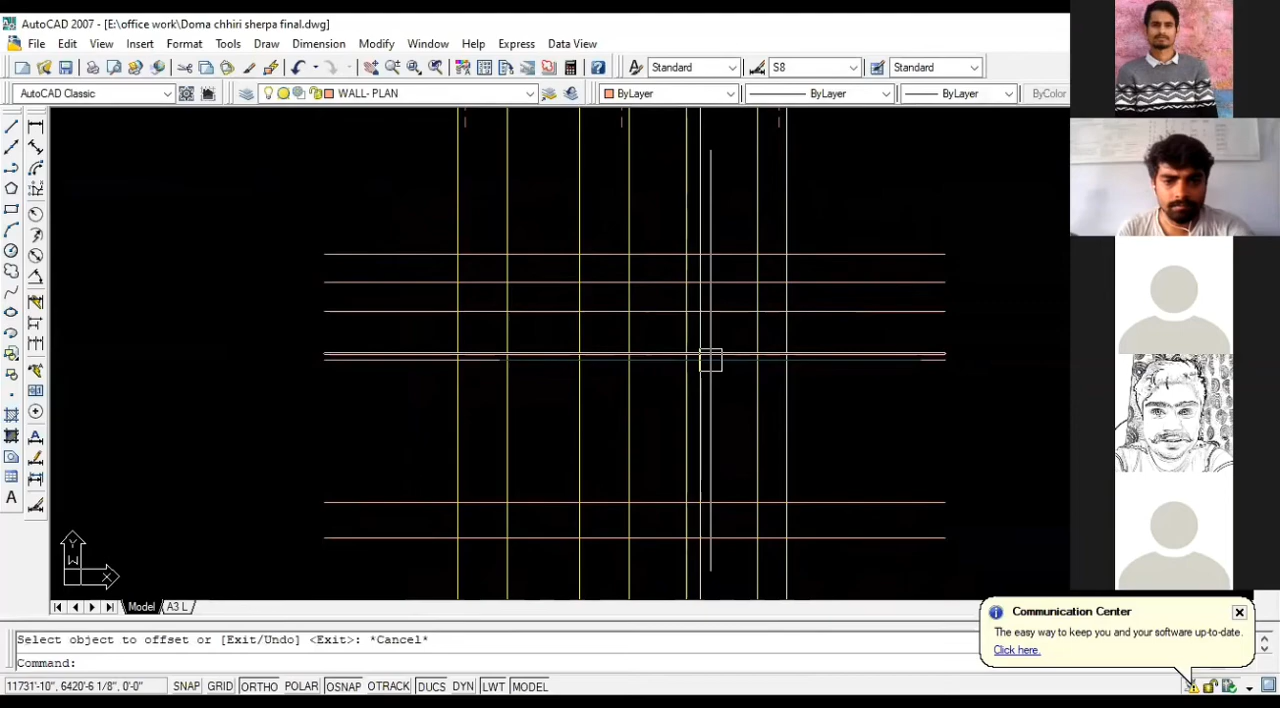 AutoCAD 2007 - [E:\office work\Doma chhiri sherpa final.dwg]
File Edit View Insert Format Tools Draw Dimension Modify Window Help Express Data View
Standard S8 Standard
AutoCAD Classic WALL- PLAN ByLayer ByLayer ByLayer ByColor
Y
W
X
Model A3 L
Communication Center
The easy way to keep you and your software up-to-date.
Click here.
Select object to offset or [Exit/Undo] <Exit>: *Cancel*
Command:
11731'-10", 6420'-6 1/8", 0'-0" SNAP GRID ORTHO POLAR OSNAP OTRACK DUCS DYN LWT MODEL